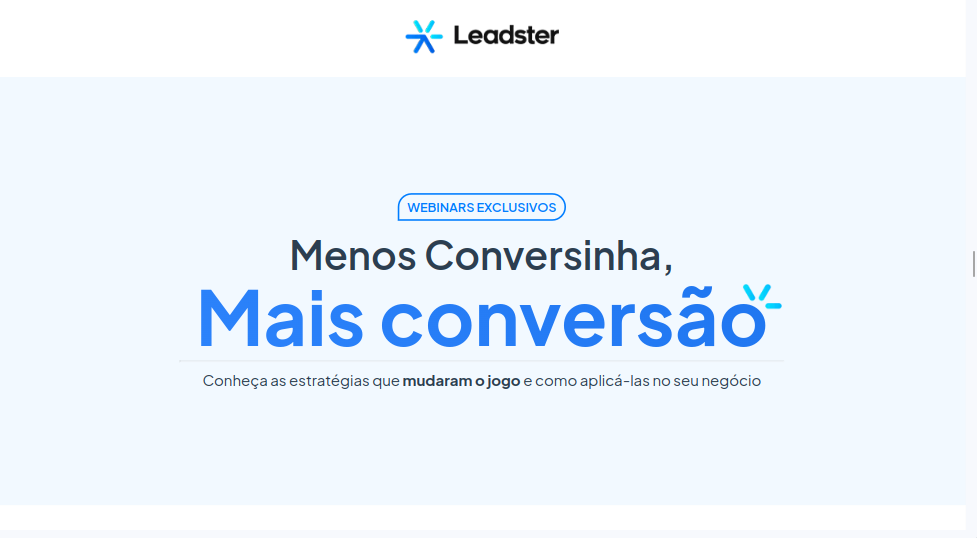 Leadster
WEBINARS EXCLUSIVOS
Menos Conversinha,
Mais conversão
Conheça as estratégias que mudaram o jogo e como aplicá-las no seu negócio